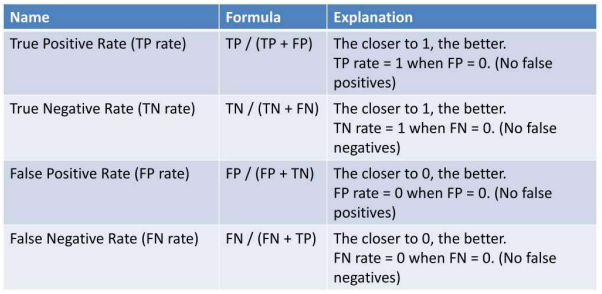 Name Formula Explanation
True Positive Rate (TP rate) TP / (TP + FP) The closer to 1, the better.
TP rate = 1 when FP = 0. (No false
positives)
True Negative Rate (TN rate) TN / (TN + FN) The closer to 1, the better.
TN rate = 1 when FN = 0. (No false
negatives)
False Positive Rate (FP rate) FP / (FP + TN) The closer to 0, the better.
FP rate = 0 when FP = 0. (No false
positives)
False Negative Rate (FN rate) FN / (FN + TP) The closer to 0, the better.
FN rate = 0 when FN = 0. (No false
negatives)